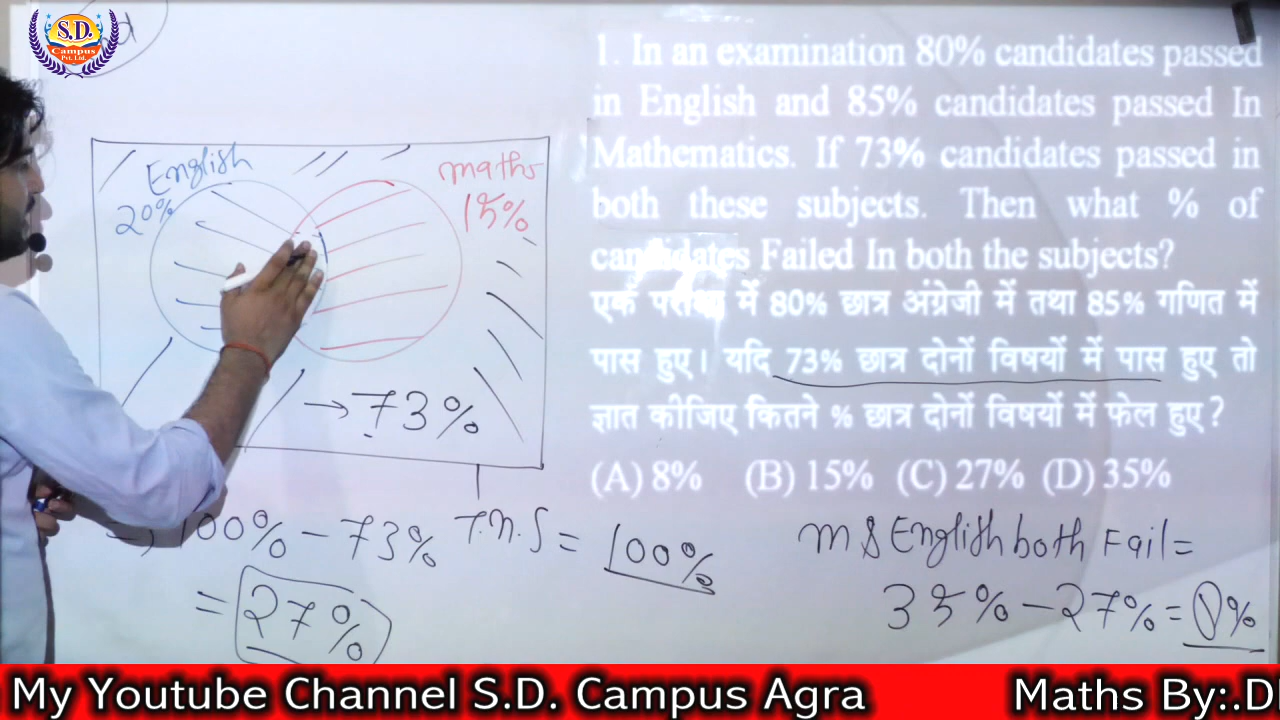 S.D.
Campus
Pvt. Ltd.
1. In an examination 80% candidates passed
in English and 85% candidates passed In
Mathematics. If 73% candidates passed in
both these subjects. Then what % of
candidates Failed In both the subjects?
एक परीक्षा में 80% छात्र अंग्रेजी में तथा 85% गणित में
पास हुए। यदि 73% छात्र दोनों विषयों में पास हुए तो
ज्ञात कीजिए कितने % छात्र दोनों विषयों में फेल हुए?
(A) 8% (B) 15% (C) 27% (D) 35%
English
20%
maths
15%
→ 73%
→ 100% - 73%
= 27%
T.N.S = 100%
m & English both Fail =
35% - 27% = 8%
My Youtube Channel S.D. Campus Agra Maths By:.